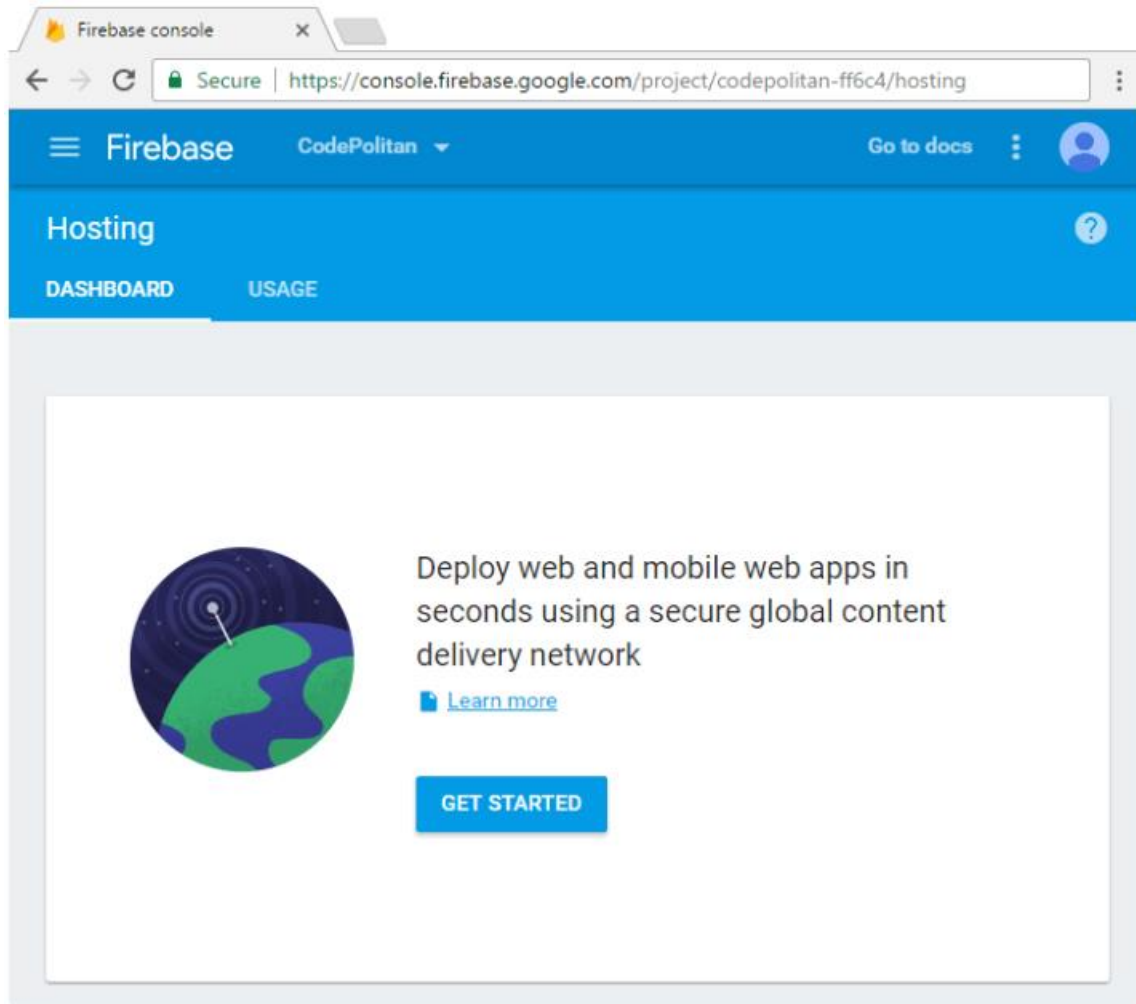 Firebase console
Secure | https://console.firebase.google.com/project/codepolitan-ff6c4/hosting
Firebase CodePolitan Go to docs
Hosting
?
DASHBOARD USAGE
Deploy web and mobile web apps in
seconds using a secure global content
delivery network
Learn more
GET STARTED